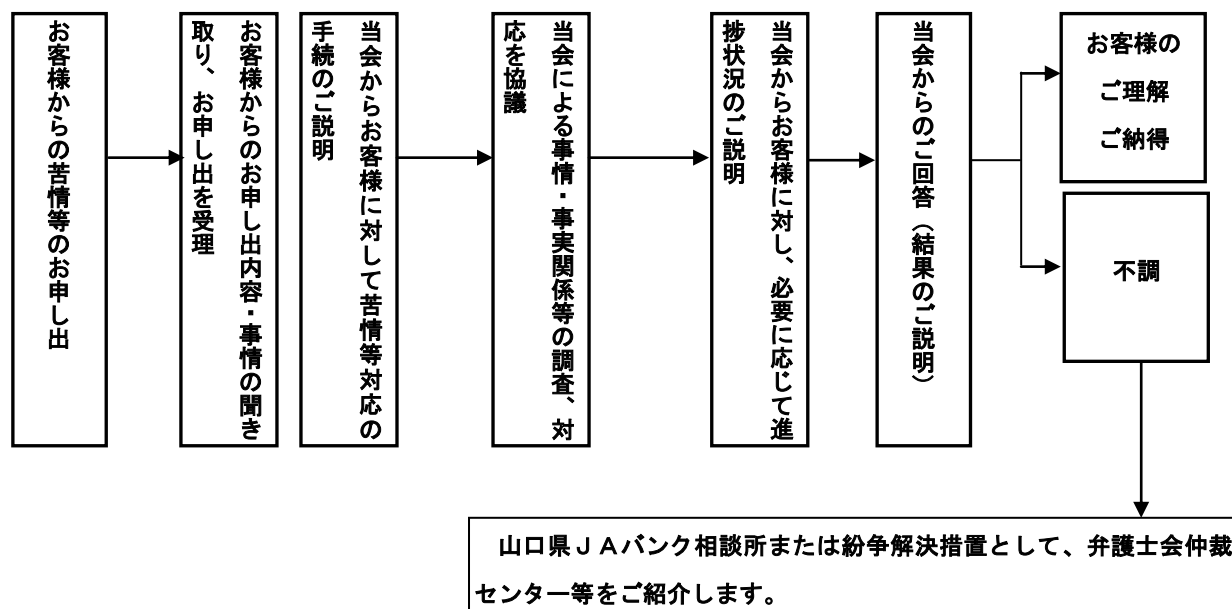 お客様からの苦情等のお申し出
お客様からのお申し出内容・事情の聞き
取り、お申し出を受理
当会からお客様に対して苦情等対応の
手続のご説明
当会による事情・事実関係等の調査、対
応を協議
当会からお客様に対し、必要に応じて進
捗状況のご説明
当会からのご回答（結果のご説明）
お客様の
ご理解
ご納得
不調
山口県ＪＡバンク相談所または紛争解決措置として、弁護士会仲裁
センター等をご紹介します。